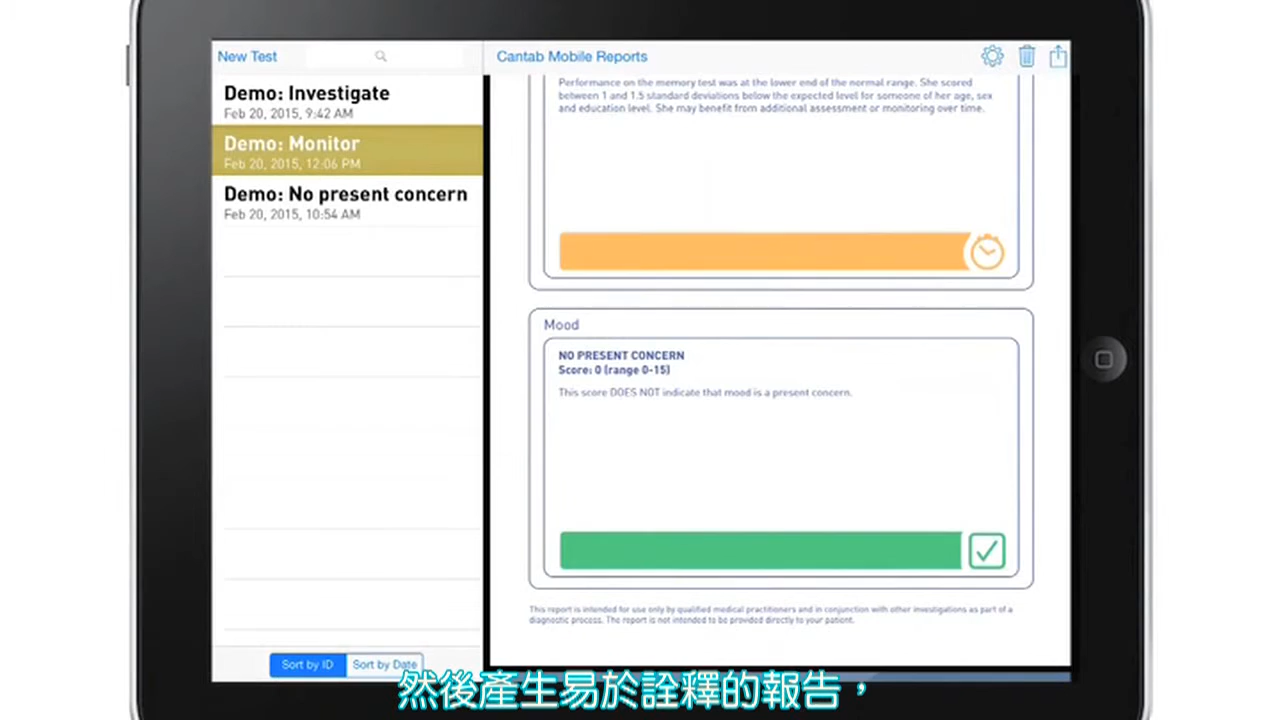 New Test
Cantab Mobile Reports
Demo: Investigate
Feb 20, 2015, 9:42 AM
Demo: Monitor
Feb 20, 2015, 12:06 PM
Demo: No present concern
Feb 20, 2015, 10:54 AM
Performance on the memory test was at the lower end of the normal range. She scored
between 1 and 1.5 standard deviations below the expected level for someone of her age, sex
and education level. She may benefit from additional assessment or monitoring over time.
Mood
NO PRESENT CONCERN
Score: 0 (range 0-15)
This score DOES NOT indicate that mood is a present concern.
This report is intended for use only by qualified medical practitioners and in conjunction with other investigations as part of a
diagnostic process. The report is not intended to be provided directly to your patient.
Sort by ID
Sort by Date
然後產生易於詮釋的報告，